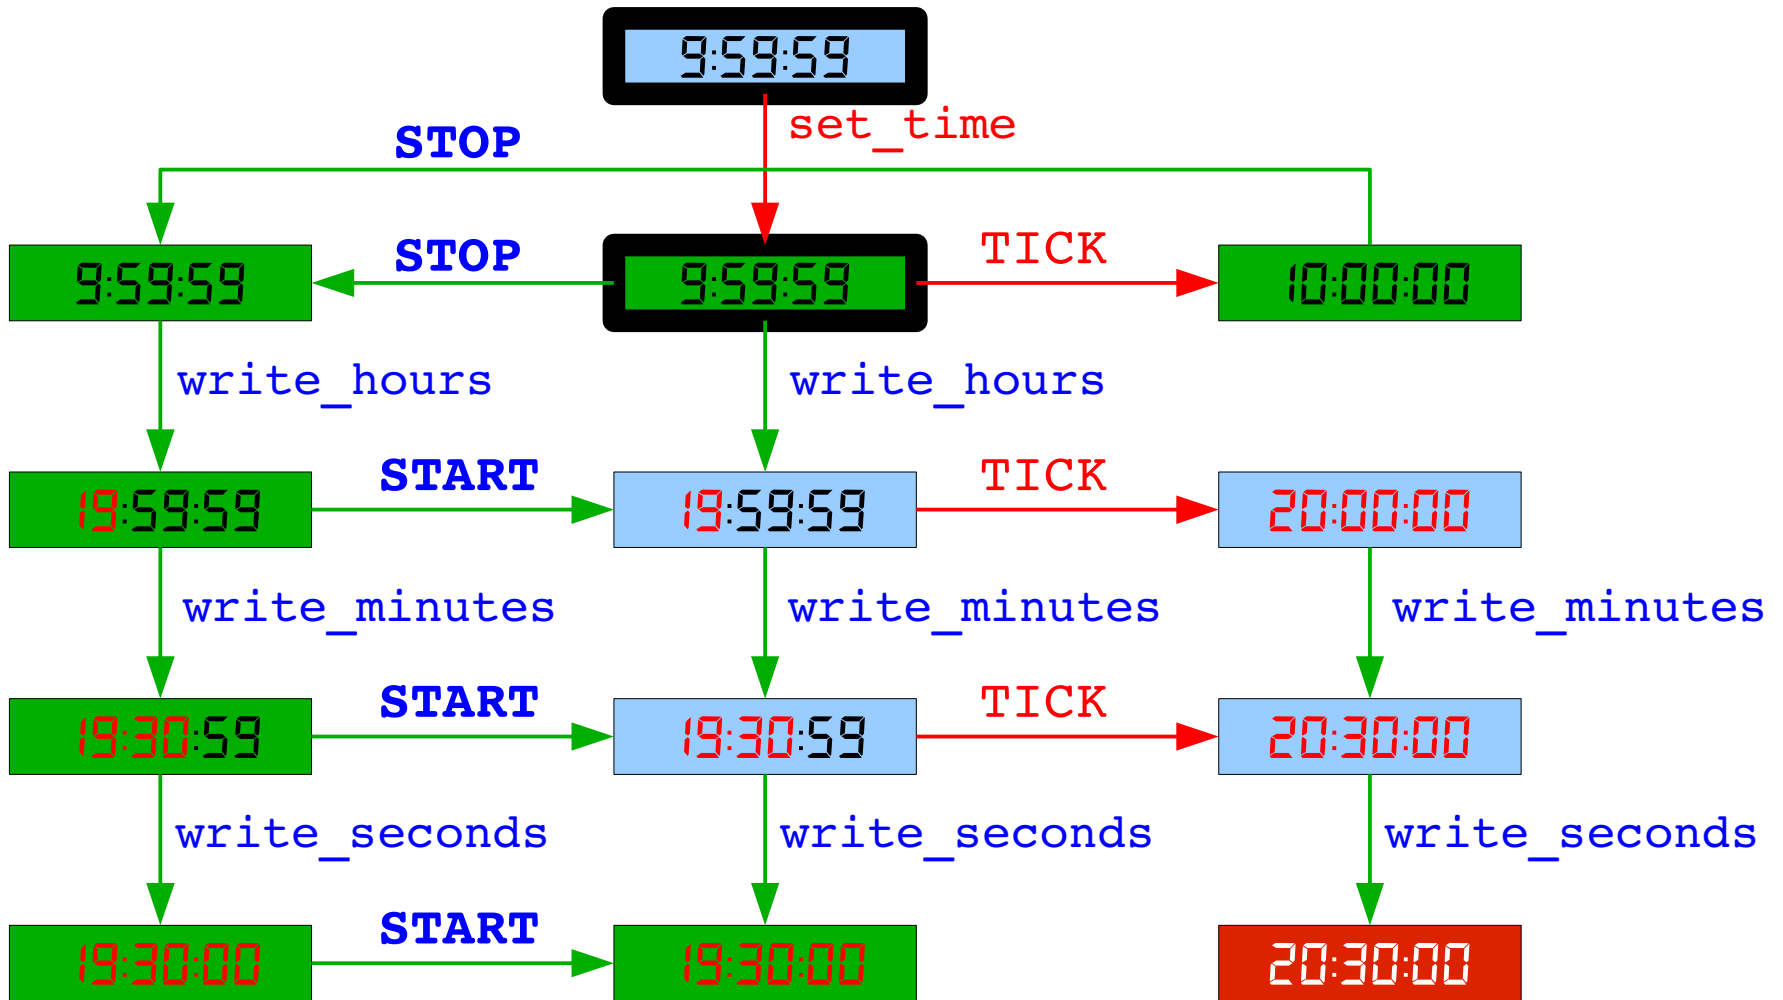 9:59:59
set_time
STOP
STOP
TICK
9:59:59
9:59:59
10:00:00
write_hours
write_hours
START
TICK
19:59:59
19:59:59
20:00:00
write_minutes
write_minutes
write_minutes
START
TICK
19:30:59
19:30:59
20:30:00
write_seconds
write_seconds
write_seconds
START
19:30:00
19:30:00
20:30:00